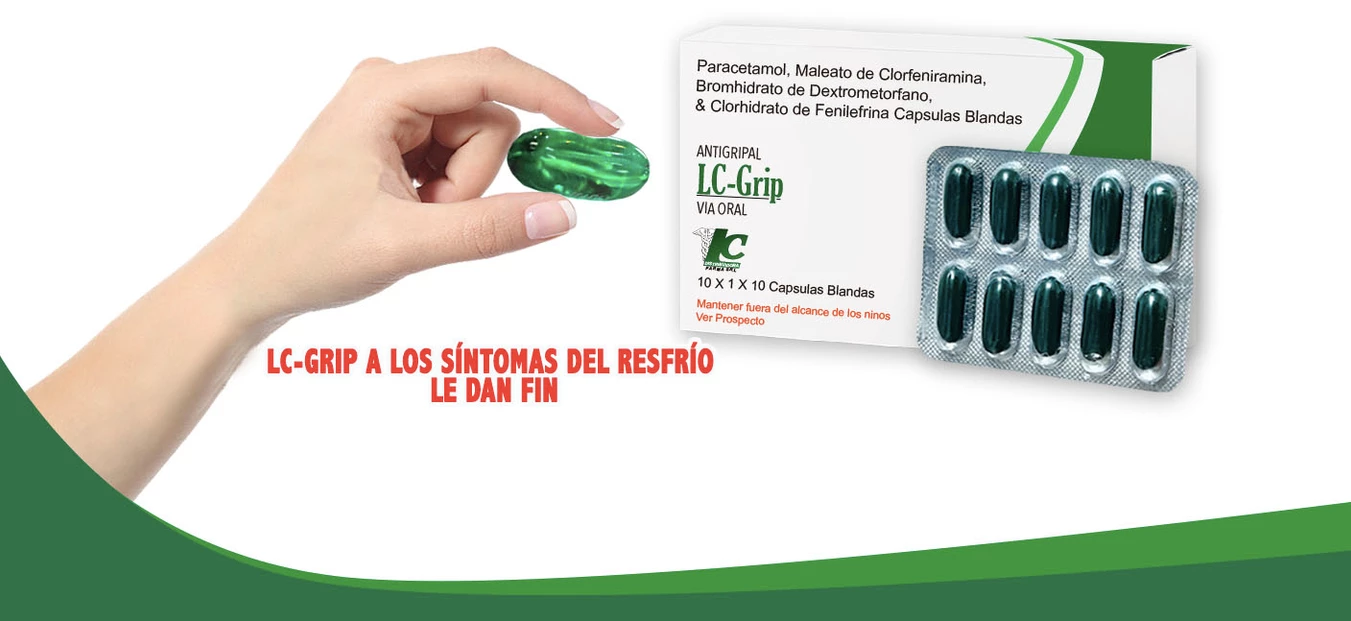 Paracetamol, Maleato de Clorfeniramina,
Bromhidrato de Dextrometorfano,
& Clorhidrato de Fenilefrina Capsulas Blandas
ANTIGRIPAL
LC-Grip
VIA ORAL
LC
10 X 1 X 10 Capsulas Blandas
Mantener fuera del alcance de los ninos
Ver Prospecto
LC-GRIP A LOS SÍNTOMAS DEL RESFRÍO
LE DAN FIN